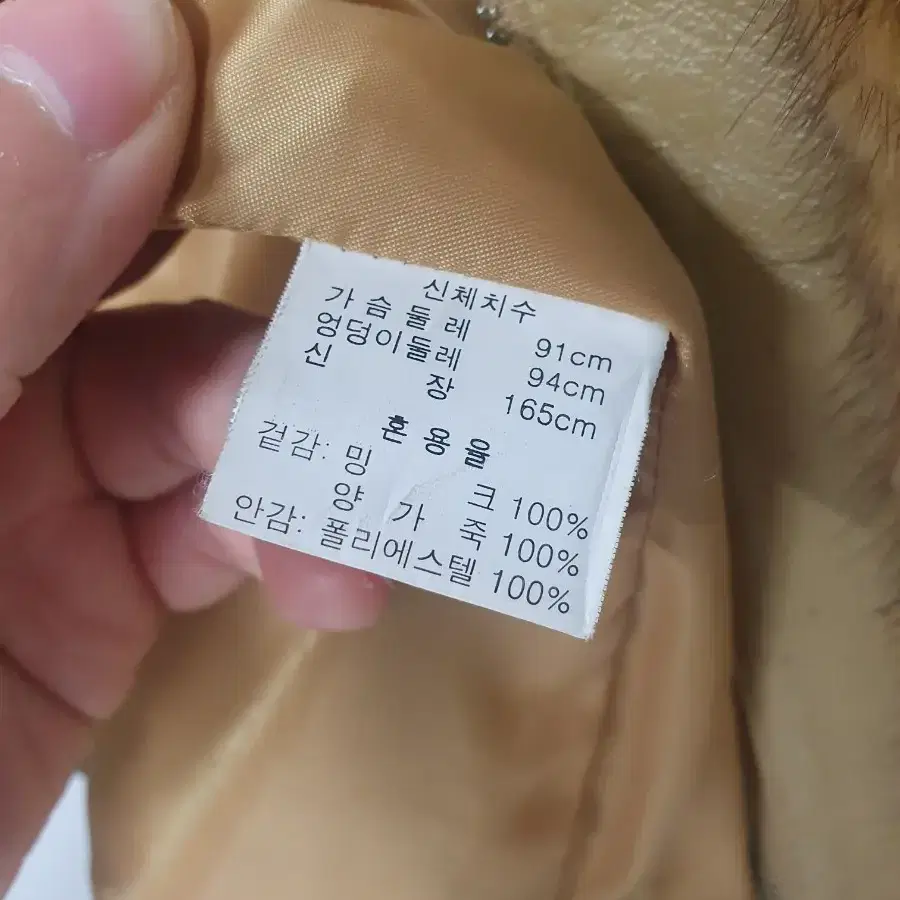 신체치수
가슴둘레 91cm
엉덩이둘레 94cm
신 장 165cm
혼용율
겉감: 밍 크 100%
양 가 죽 100%
안감: 폴리에스텔 100%